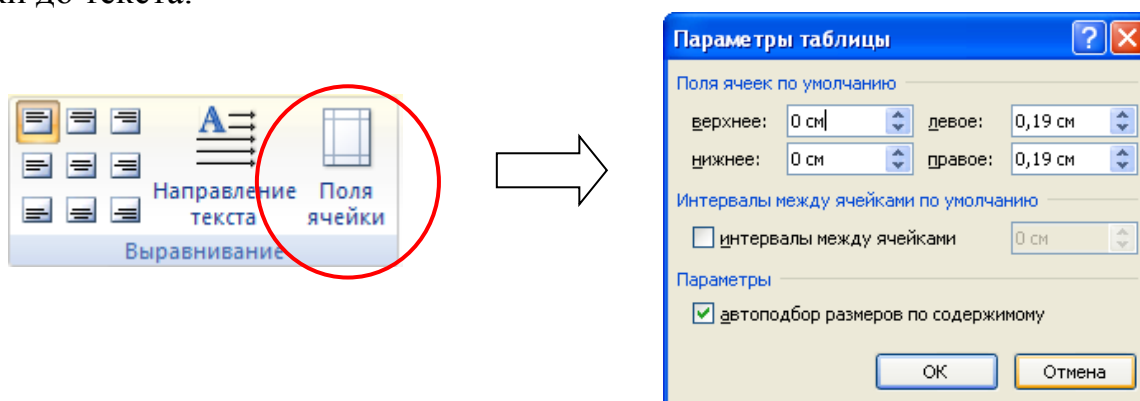 до текста.
Направление текста
Поля ячейки
Выравнивание
Параметры таблицы
Поля ячеек по умолчанию
верхнее: 0 см левое: 0,19 см
нижнее: 0 см правое: 0,19 см
Интервалы между ячейками по умолчанию
интервалы между ячейками 0 см
Параметры
автоподбор размеров по содержимому
ОК Отмена